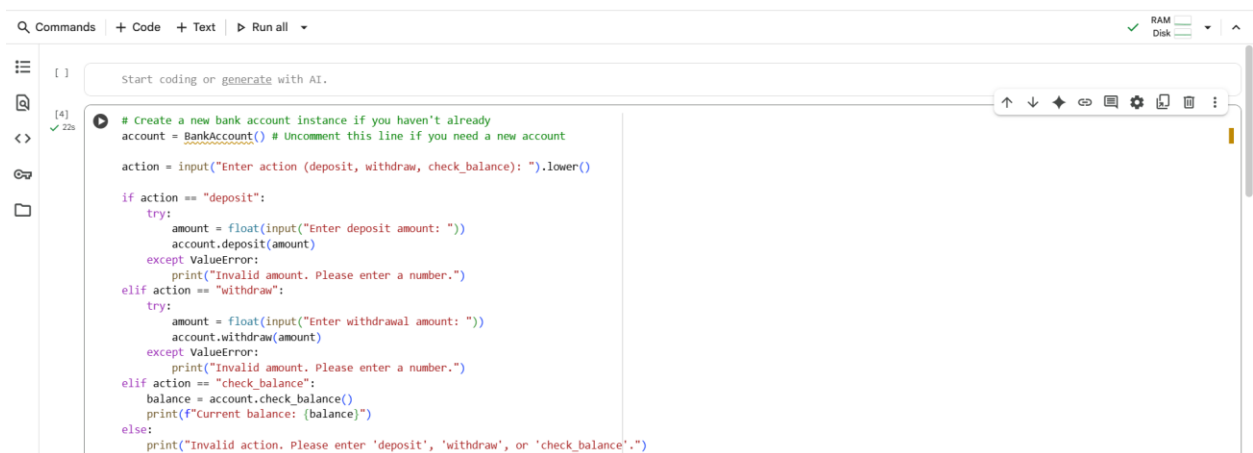 Commands + Code + Text Run all
RAM
Disk
[ ]
Start coding or generate with AI.
[4]
22s
# Create a new bank account instance if you haven't already
account = BankAccount() # Uncomment this line if you need a new account
action = input("Enter action (deposit, withdraw, check_balance): ").lower()
if action == "deposit":
    try:
        amount = float(input("Enter deposit amount: "))
        account.deposit(amount)
    except ValueError:
        print("Invalid amount. Please enter a number.")
elif action == "withdraw":
    try:
        amount = float(input("Enter withdrawal amount: "))
        account.withdraw(amount)
    except ValueError:
        print("Invalid amount. Please enter a number.")
elif action == "check_balance":
    balance = account.check_balance()
    print(f"Current balance: {balance}")
else:
    print("Invalid action. Please enter 'deposit', 'withdraw', or 'check_balance'.")